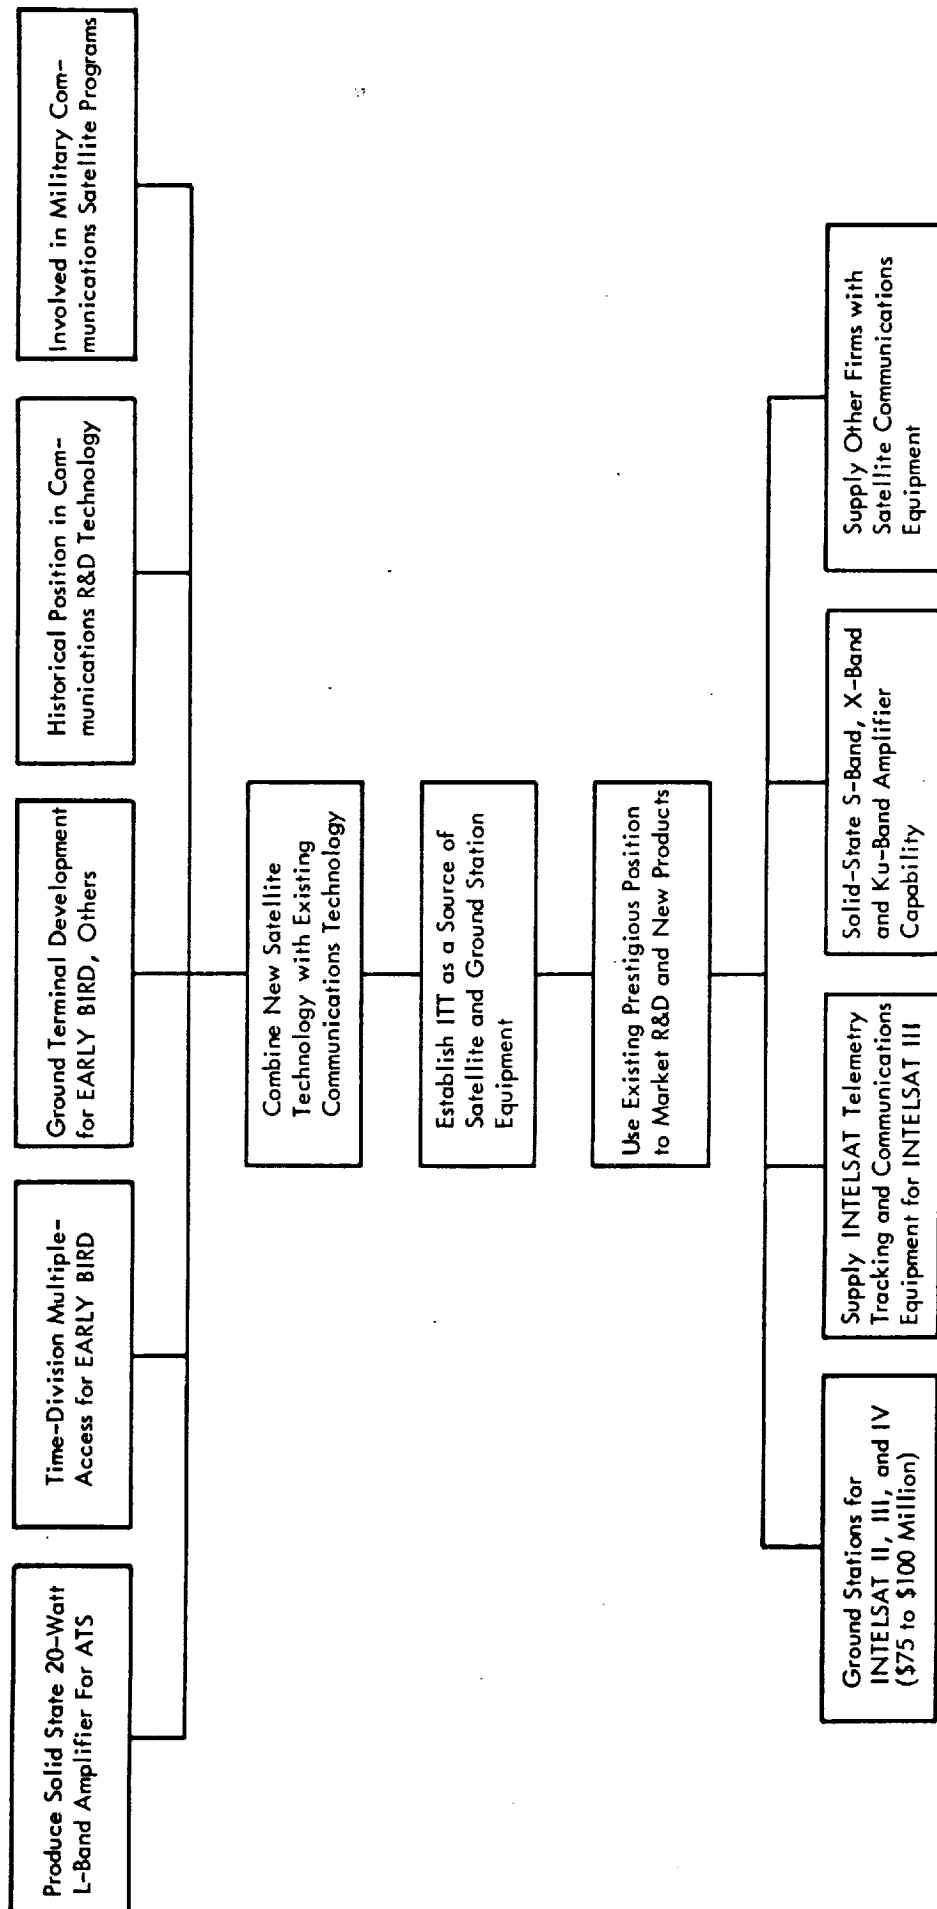 Produce Solid State 20-Watt
L-Band Amplifier For ATS
Time-Division Multiple-
Access for EARLY BIRD
Ground Terminal Development
for EARLY BIRD, Others
Historical Position in Com-
munications R&D Technology
Involved in Military Com-
munications Satellite Programs
Combine New Satellite
Technology with Existing
Communications Technology
Establish ITT as a Source of
Satellite and Ground Station
Equipment
Use Existing Prestigious Position
to Market R&D and New Products
Ground Stations for
INTELSAT II, III, and IV
($75 to $100 Million)
Supply INTELSAT Telemetry
Tracking and Communications
Equipment for INTELSAT III
Solid-State S-Band, X-Band
and Ku-Band Amplifier
Capability
Supply Other Firms with
Satellite Communications
Equipment